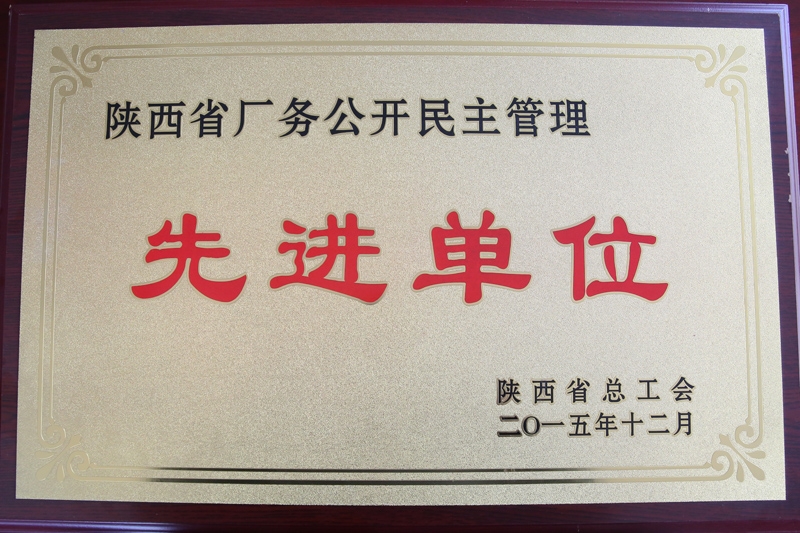 陕西省厂务公开民主管理
先进单位
陕西省总工会
二〇一五年十二月